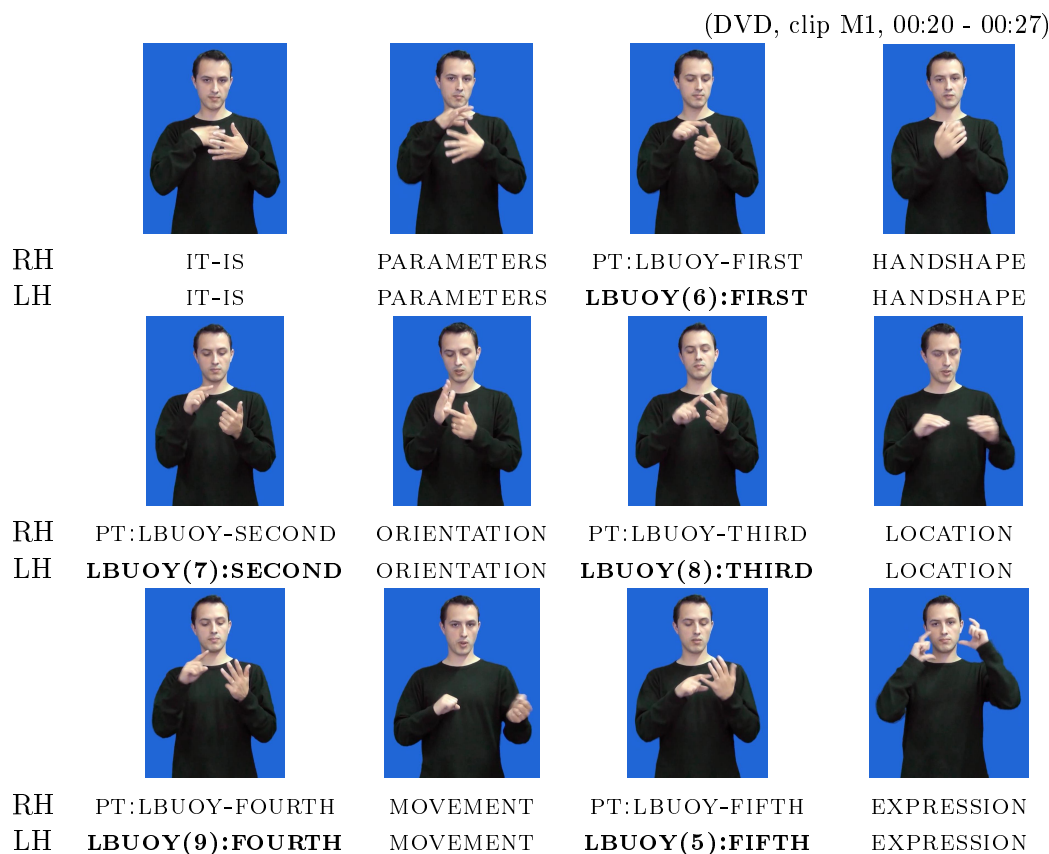 (DVD, clip M1, 00:20 - 00:27)
RH IT-IS PARAMETERS PT:LBUOY-FIRST HANDSHAPE
LH IT-IS PARAMETERS LBUOY(6):FIRST HANDSHAPE
RH PT:LBUOY-SECOND ORIENTATION PT:LBUOY-THIRD LOCATION
LH LBUOY(7):SECOND ORIENTATION LBUOY(8):THIRD LOCATION
RH PT:LBUOY-FOURTH MOVEMENT PT:LBUOY-FIFTH EXPRESSION
LH LBUOY(9):FOURTH MOVEMENT LBUOY(5):FIFTH EXPRESSION